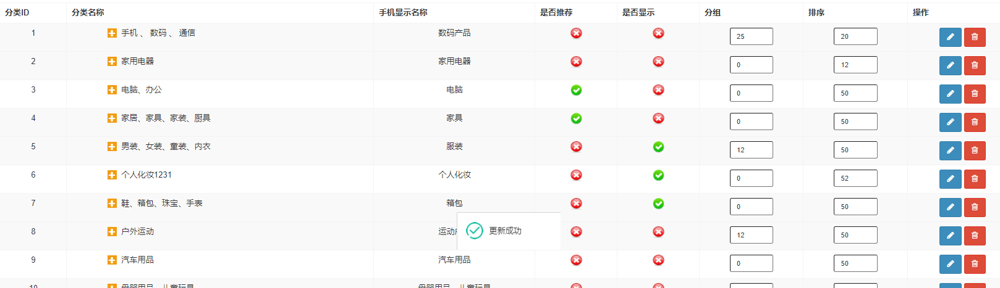 分类ID 分类名称 手机显示名称 是否推荐 是否显示 分组 排序 操作
1 手机 、 数码 、 通信 数码产品 25 20
2 家用电器 家用电器 0 12
3 电脑、办公 电脑 0 50
4 家居、家具、家装、厨具 家具 0 50
5 男装、女装、童装、内衣 服装 12 50
6 个人化妆1231 个人化妆 0 52
7 鞋、箱包、珠宝、手表 箱包 0 50
8 户外运动 运动 12 50
更新成功
9 汽车用品 汽车用品 0 50